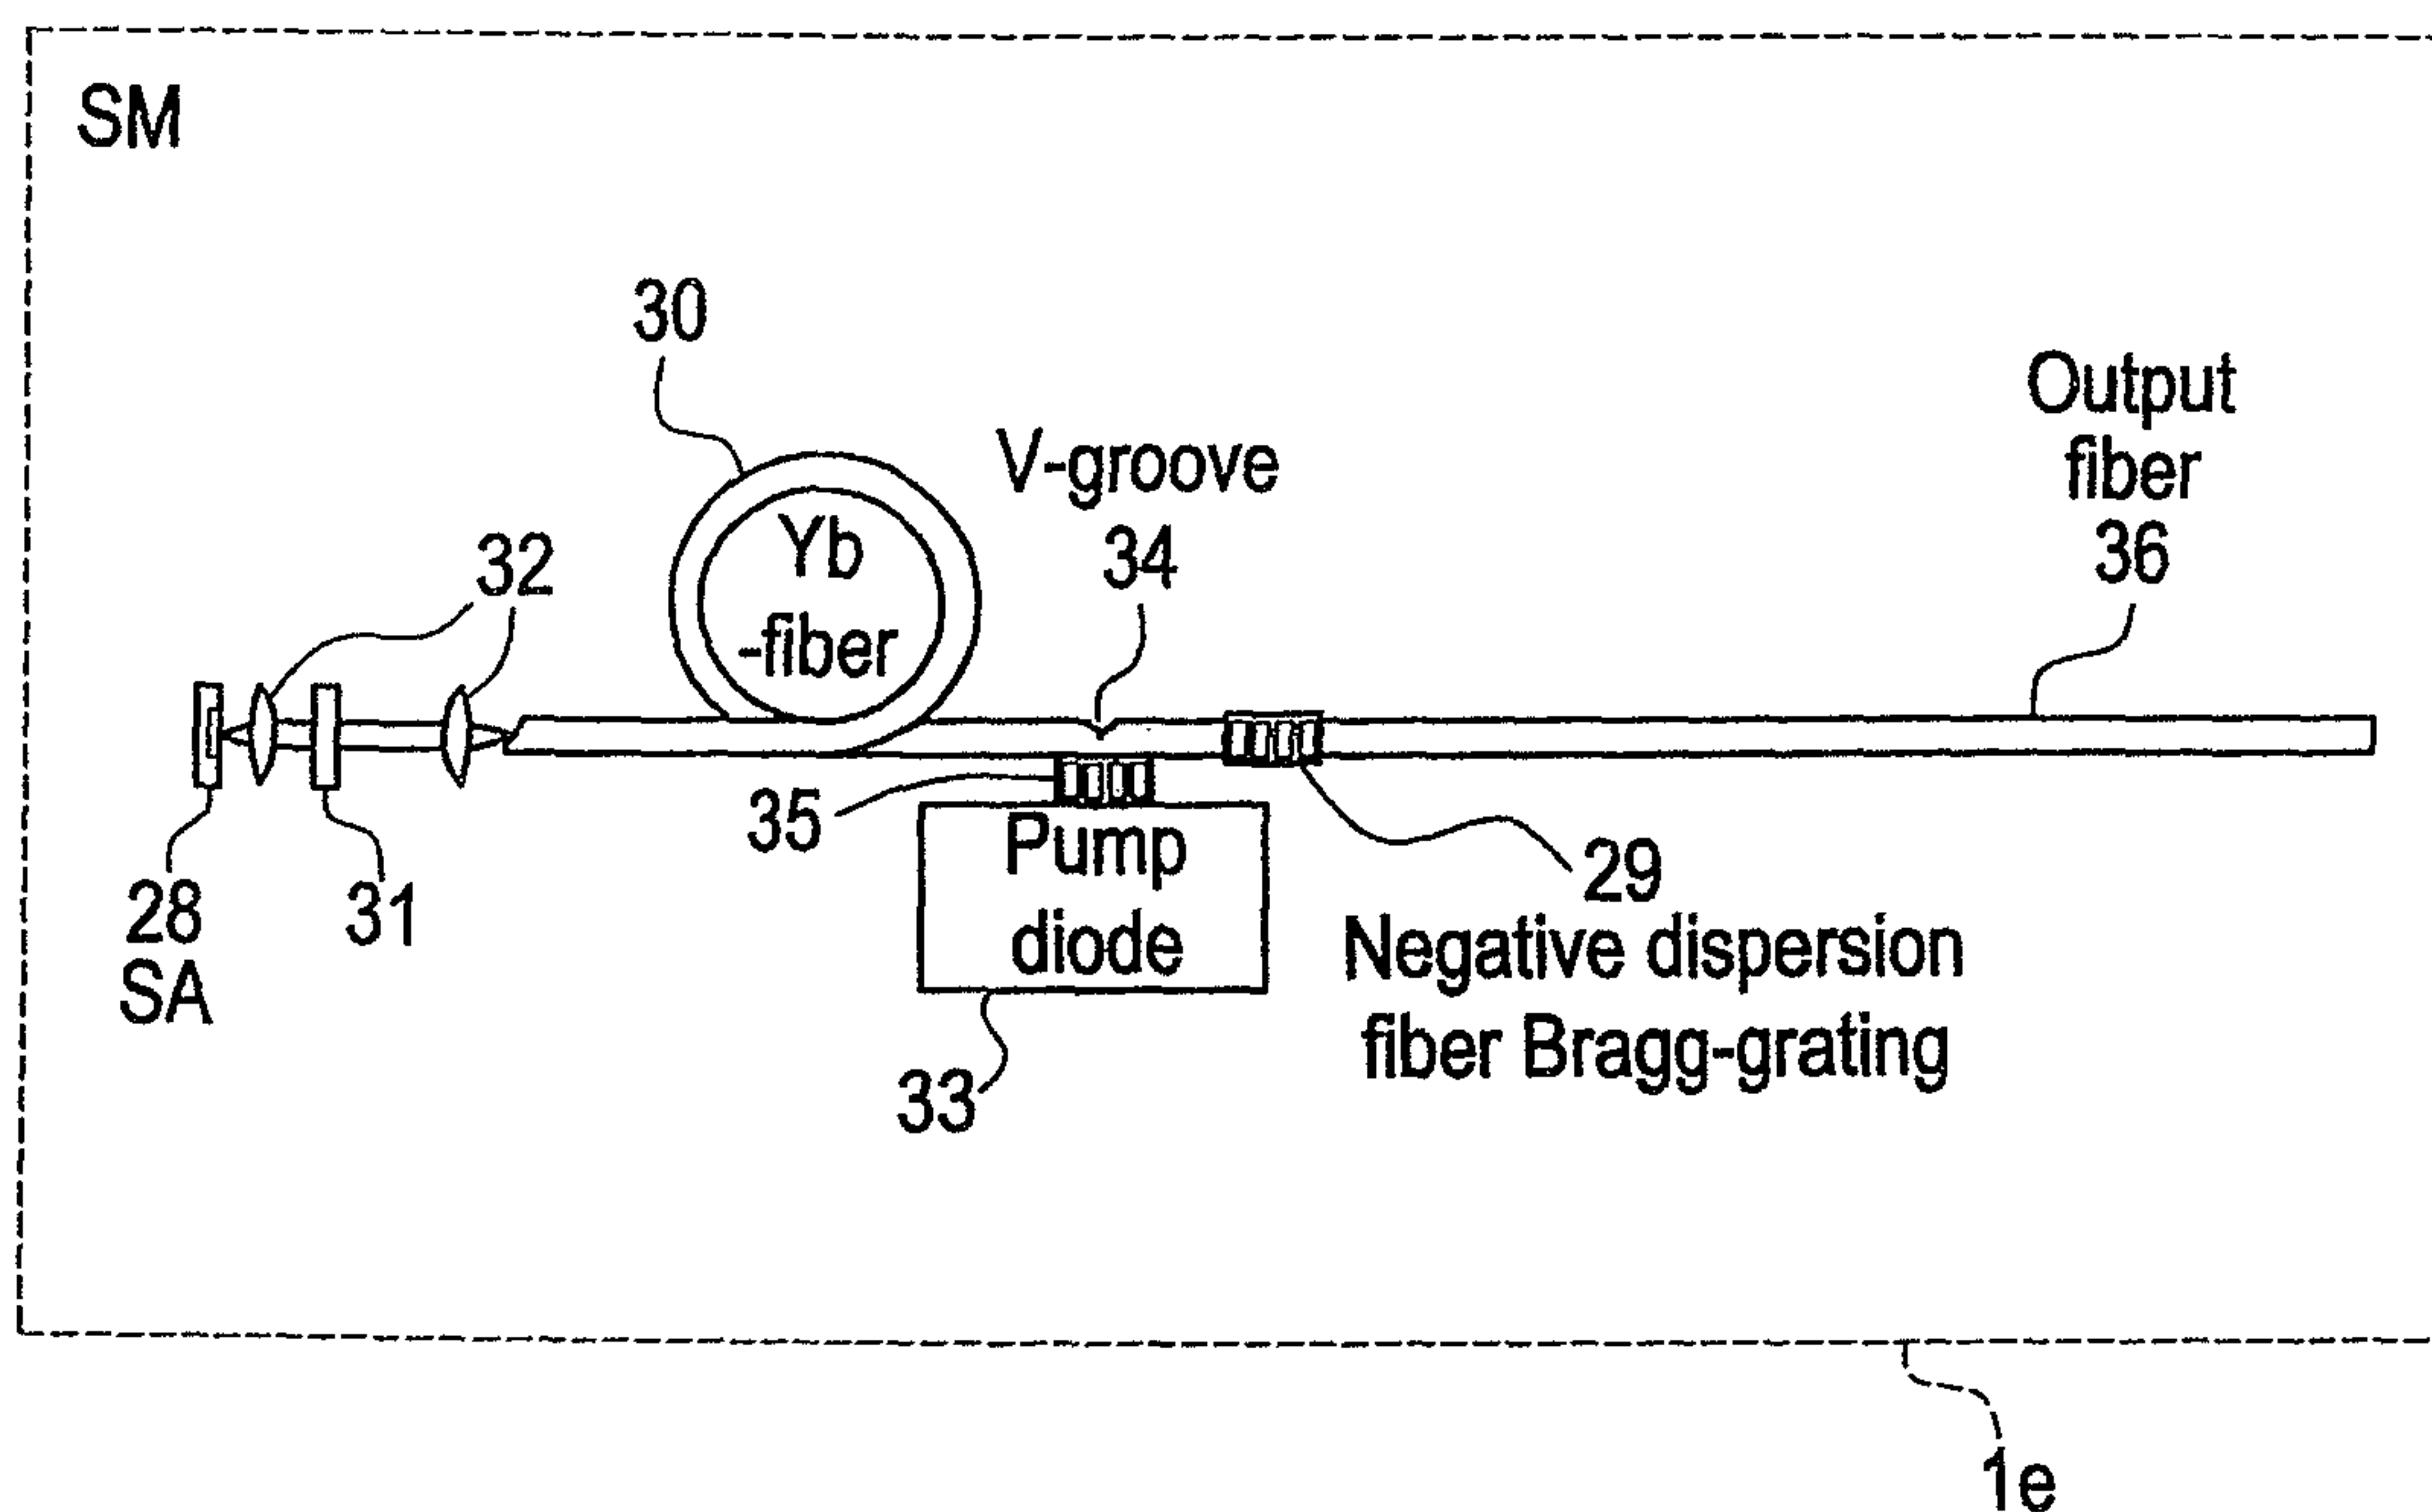 SM
30
Yb
-fiber
V-groove
34
Output
fiber
36
32
28
SA
31
35
Pump
diode
33
29
Negative dispersion
fiber Bragg-grating
1e